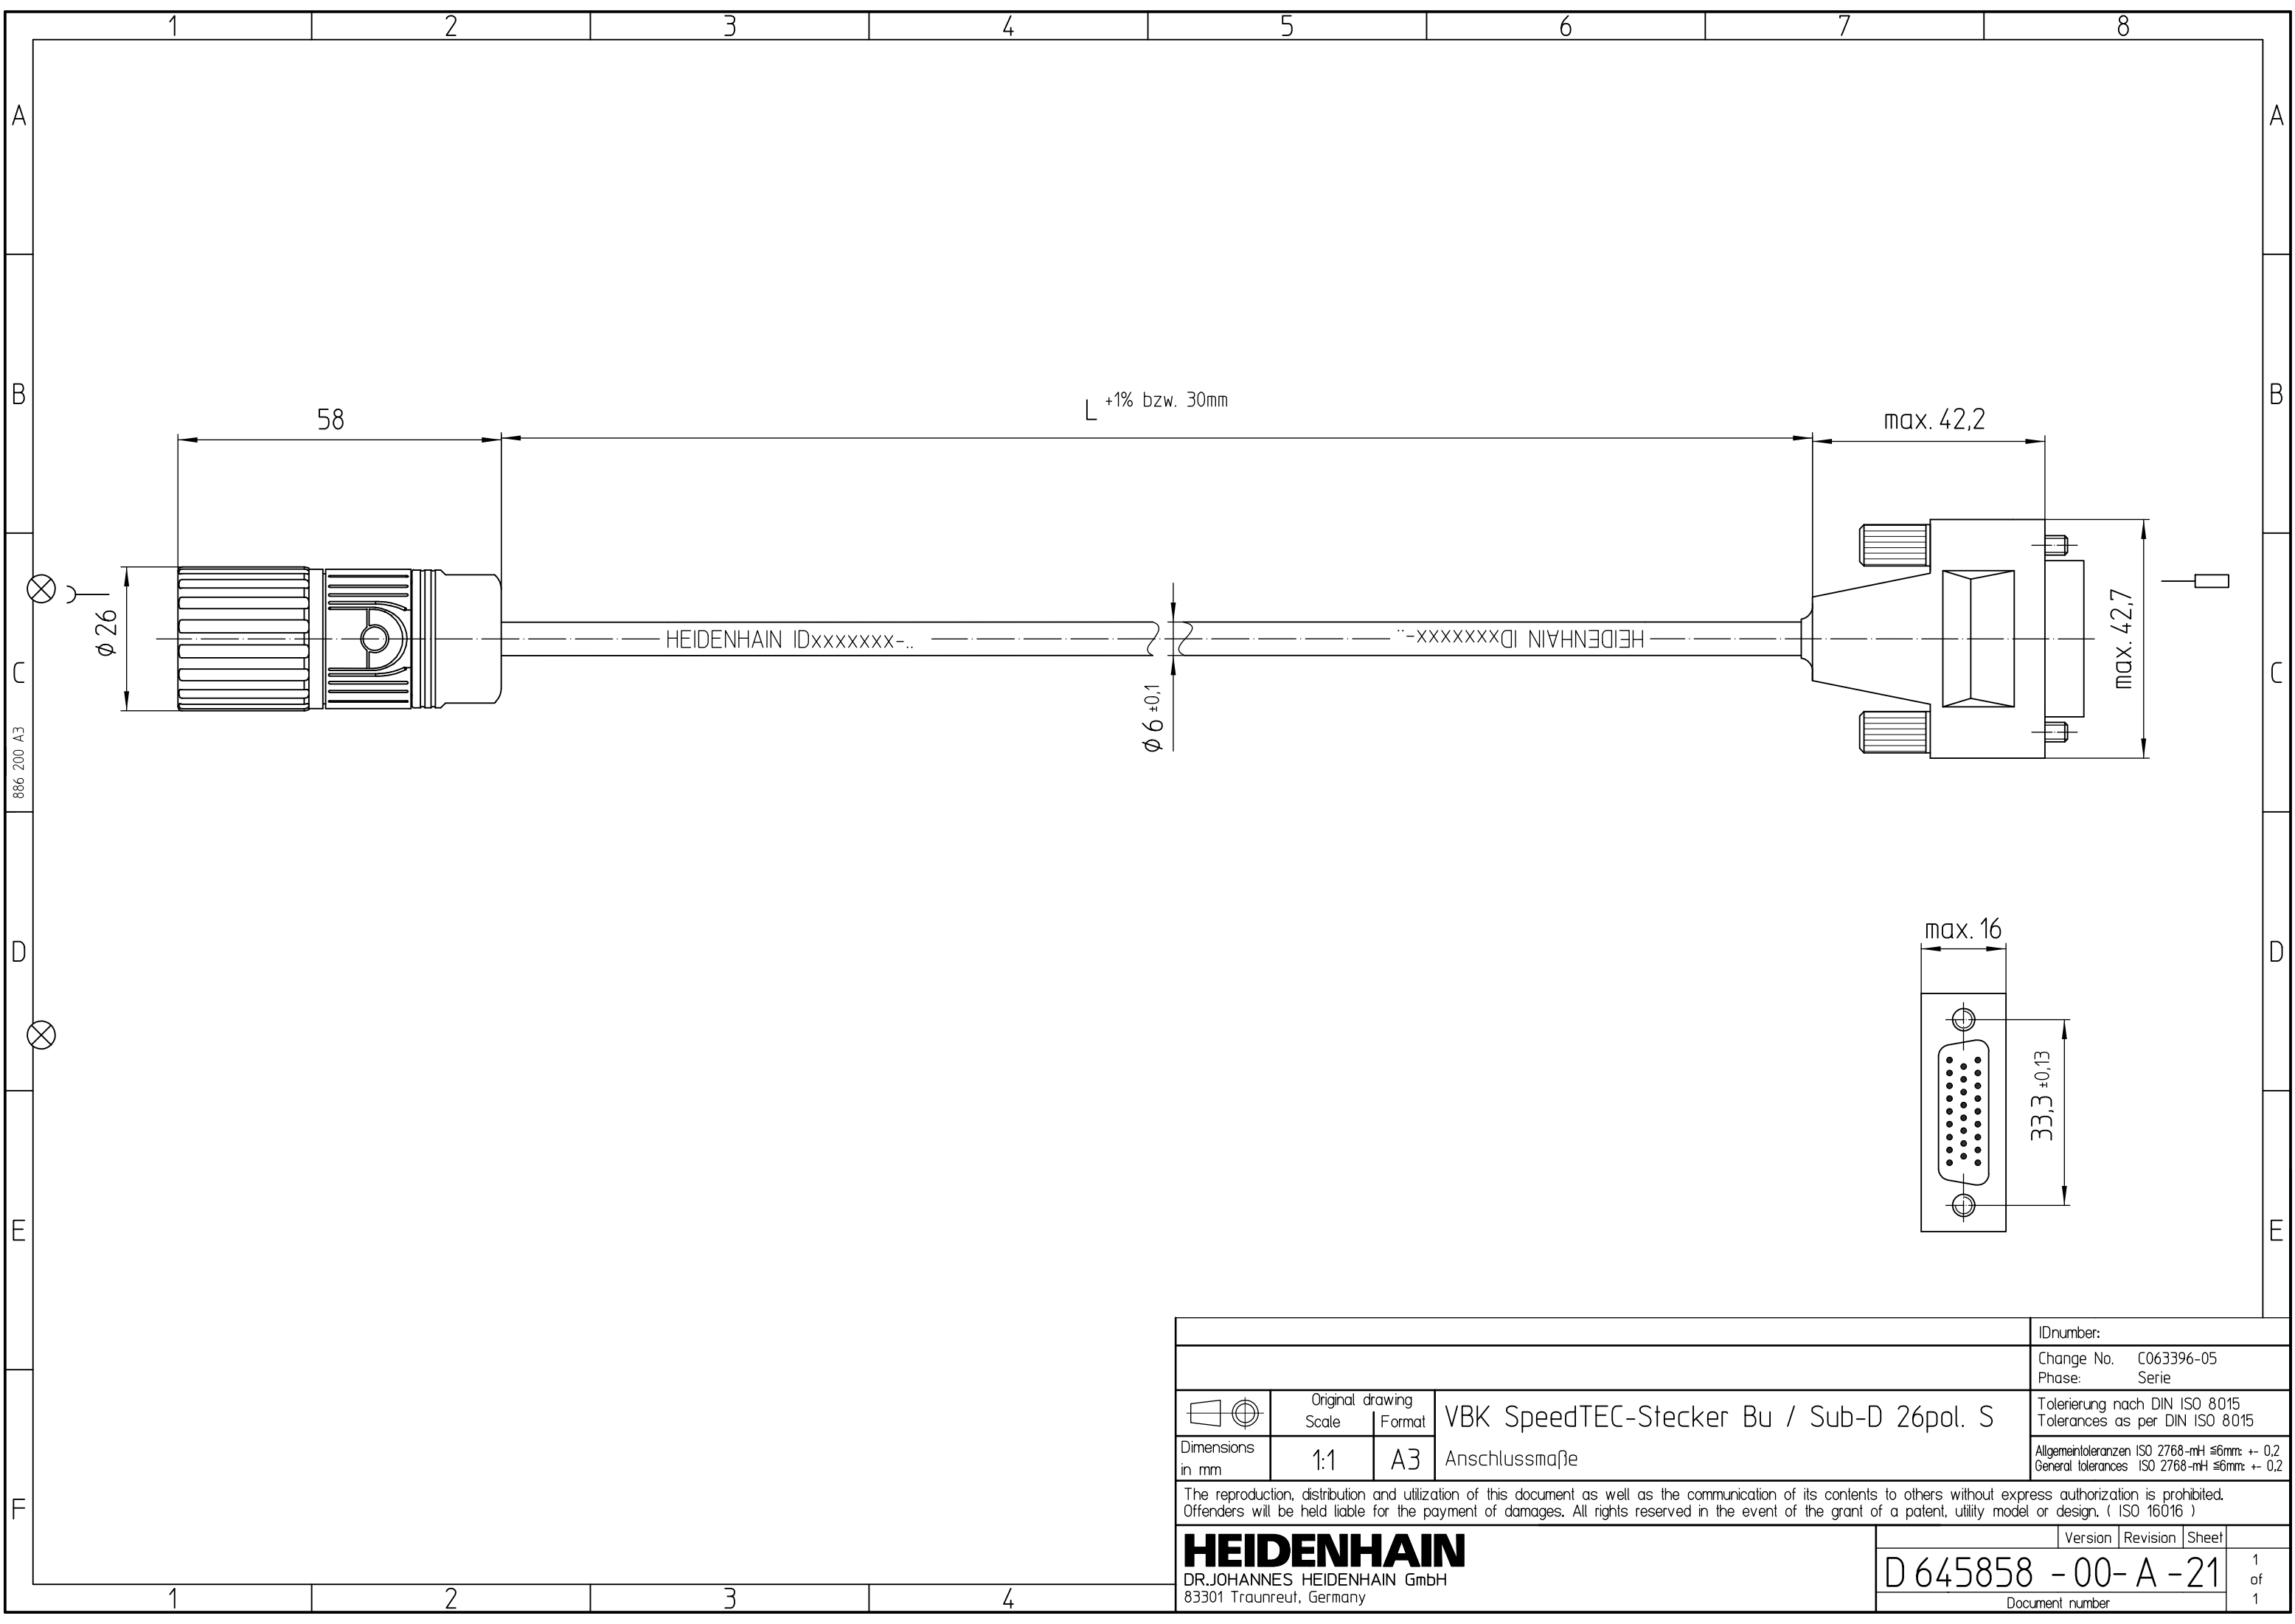 1 2 3 4 5 6 7 8
A A
B B
58
L +1% bzw. 30mm
max. 42,2
⌀ 26
HEIDENHAIN IDxxxxxxx-..
HEIDENHAIN IDxxxxxxx-..
⌀ 6 ±0,1
max. 42,7
C C
886 200 A3
D D
max. 16
33,3 ±0,13
E E
F
IDnumber:
Change No. C063396-05
Phase: Serie
Original drawing
Scale Format
VBK SpeedTEC-Stecker Bu / Sub-D 26pol. S
Tolerierung nach DIN ISO 8015
Tolerances as per DIN ISO 8015
Dimensions
in mm
1:1 A3
Anschlussmaße
Allgemeintoleranzen ISO 2768-mH ≦6mm: +- 0,2
General tolerances ISO 2768-mH ≦6mm: +- 0,2
The reproduction, distribution and utilization of this document as well as the communication of its contents to others without express authorization is prohibited.
Offenders will be held liable for the payment of damages. All rights reserved in the event of the grant of a patent, utility model or design. ( ISO 16016 )
HEIDENHAIN
DR.JOHANNES HEIDENHAIN GmbH
83301 Traunreut, Germany
Version Revision Sheet
D 645858 - 00 - A - 21
1
of
1
Document number
1 2 3 4